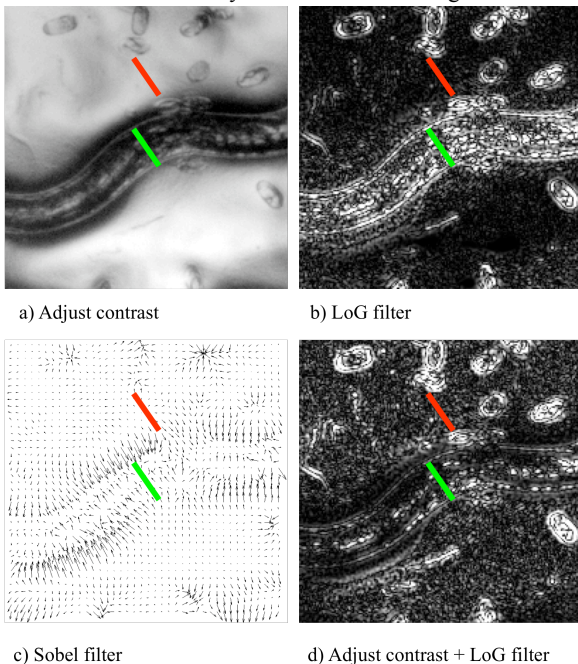 a) Adjust contrast
b) LoG filter
c) Sobel filter
d) Adjust contrast + LoG filter